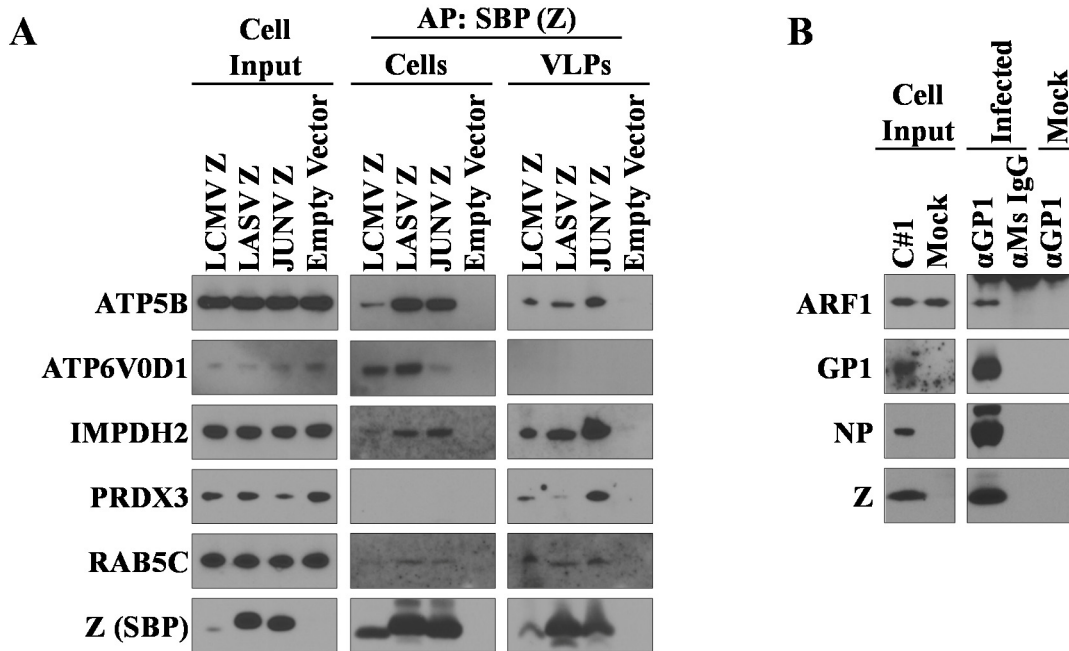 A
Cell Input
AP: SBP (Z)
Cells
VLPs
LCMV Z
LASV Z
JUNV Z
Empty Vector
LCMV Z
LASV Z
JUNV Z
Empty Vector
LCMV Z
LASV Z
JUNV Z
Empty Vector
ATP5B
ATP6V0D1
IMPDH2
PRDX3
RAB5C
Z (SBP)
B
Cell Input
Infected
Mock
C#1
Mock
αGP1
αMs IgG
αGP1
ARF1
GP1
NP
Z